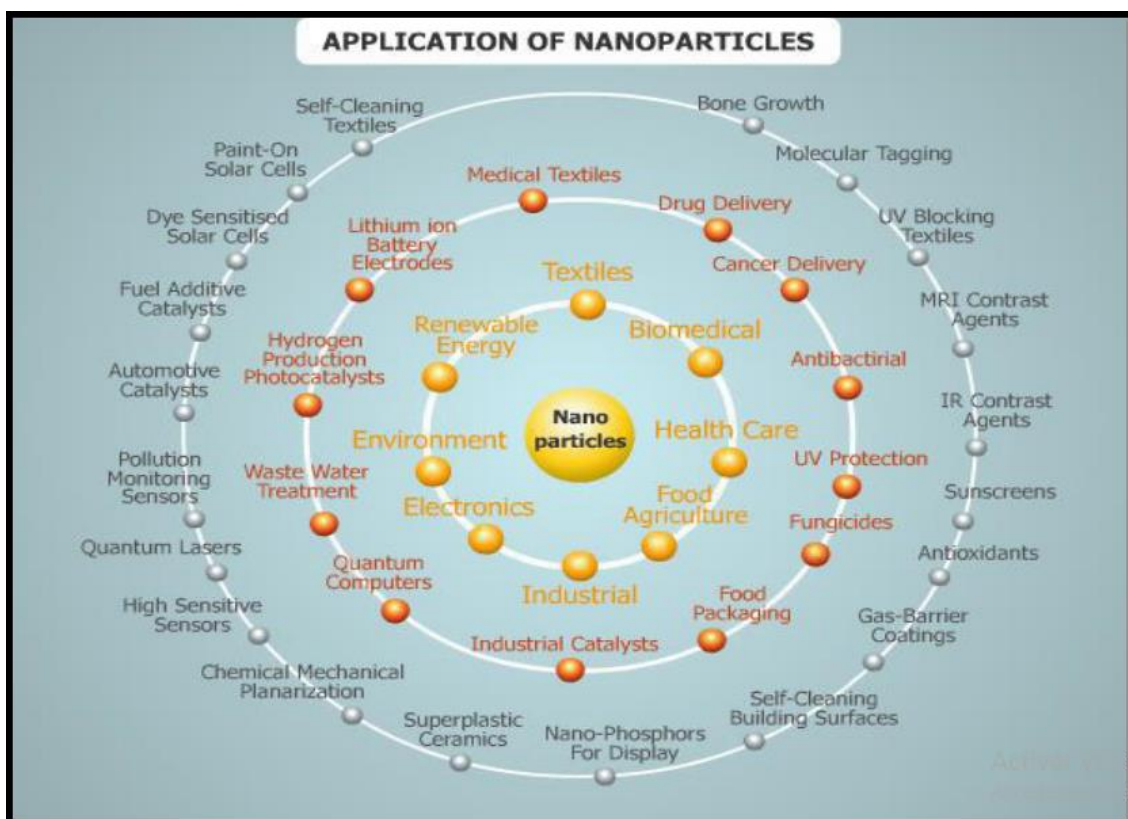 APPLICATION OF NANOPARTICLES
Self-Cleaning
Textiles
Bone Growth
Paint-On
Solar Cells
Molecular Tagging
Medical Textiles
Drug Delivery
Dye Sensitised
Solar Cells
UV Blocking
Textiles
Lithium ion
Battery
Electrodes
Cancer Delivery
Textiles
Fuel Additive
Catalysts
MRI Contrast
Agents
Renewable
Energy
Biomedical
Hydrogen
Production
Photocatalysts
Antibactirial
Automotive
Catalysts
IR Contrast
Agents
Nano
particles
Environment
Health Care
Pollution
Monitoring
Sensors
Waste Water
Treatment
UV Protection
Sunscreens
Electronics
Food
Agriculture
Fungicides
Quantum Lasers
Antioxidants
Quantum
Computers
Industrial
Food
Packaging
High Sensitive
Sensors
Gas-Barrier
Coatings
Industrial Catalysts
Chemical Mechanical
Planarization
Self-Cleaning
Building Surfaces
Superplastic
Ceramics
Nano-Phosphors
For Display